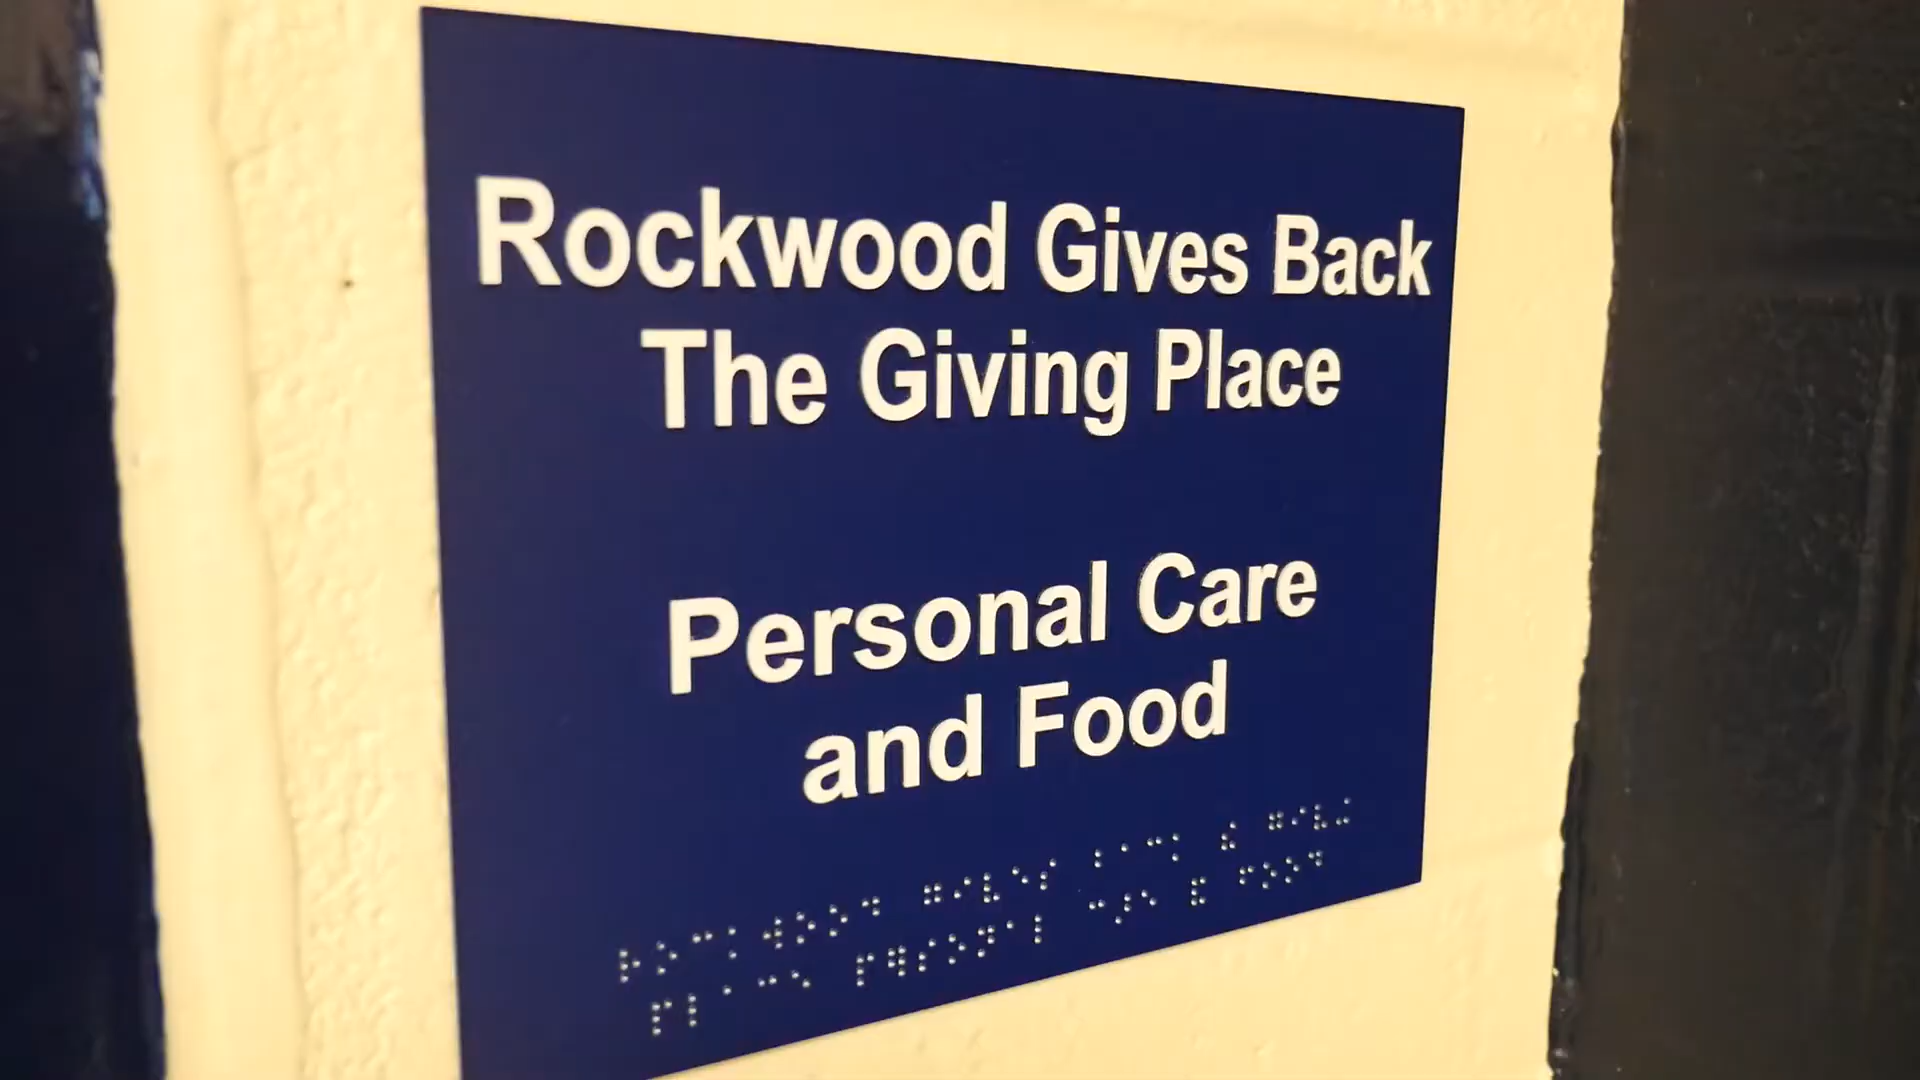 Rockwood Gives Back
The Giving Place
Personal Care
and Food
⠗⠕⠉⠅⠺⠕⠕⠙ ⠛⠊⠧⠑⠎ ⠃⠁⠉⠅ ⠮ ⠛⠊⠧⠬
⠏⠇⠁⠉⠑ ⠏⠻⠎⠕⠝⠁⠇ ⠉⠜⠑ ⠯ ⠋⠕⠕⠙